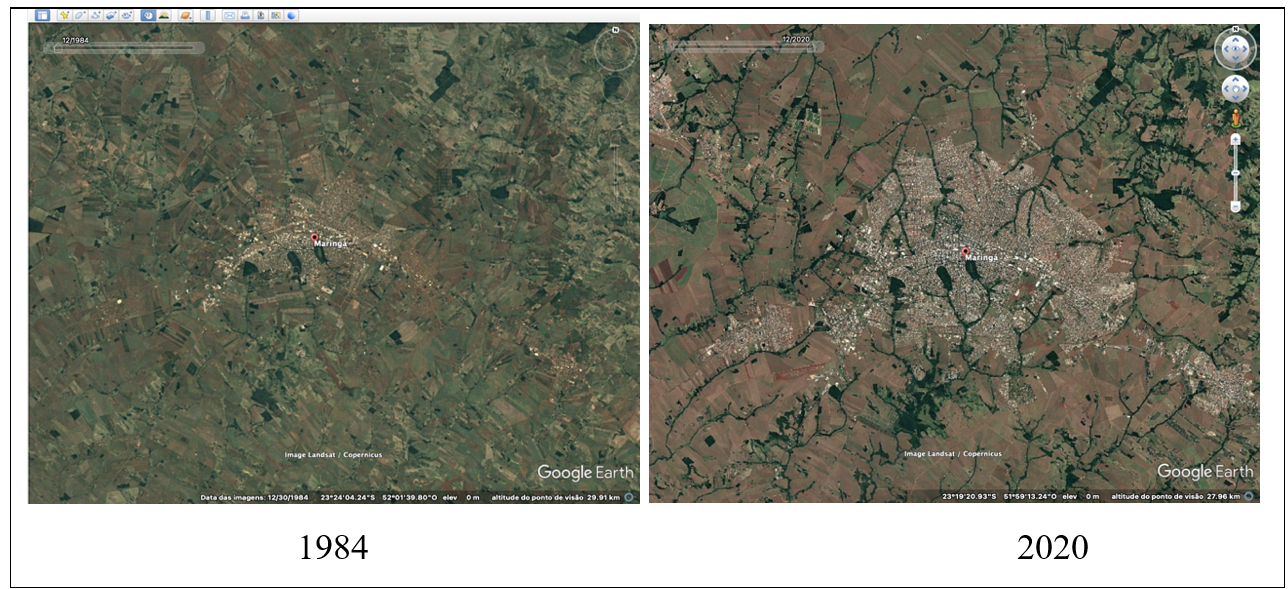 12/1984
N
Maringá
Image Landsat / Copernicus
Google Earth
Data das imagens: 12/30/1984 23°24'04.24"S 52°01'39.80"O elev 0 m altitude do ponto de visão 29.91 km
12/2020
N
Maringá
Image Landsat / Copernicus
Google Earth
23°19'20.93"S 51°59'13.24"O elev 0 m altitude do ponto de visão 27.96 km
1984
2020